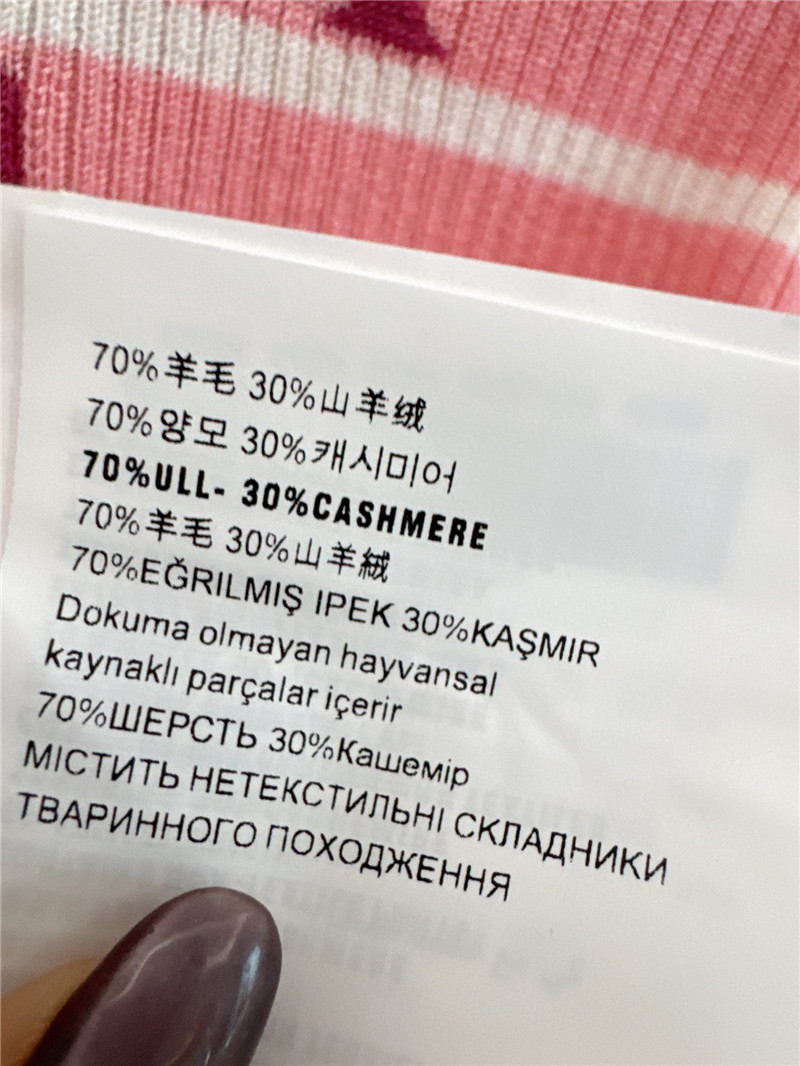 70%羊毛 30%山羊绒
70%양모 30%캐시미어
70%ULL- 30%CASHMERE
70%羊毛 30%山羊絨
70%EĞRILMIŞ IPEK 30%KAŞMIR
Dokuma olmayan hayvansal
kaynaklı parçalar içerir
70%ШЕРСТЬ 30%Кашемір
МІСТИТЬ НЕТЕКСТИЛЬНІ СКЛАДНИКИ
ТВАРИННОГО ПОХОДЖЕННЯ